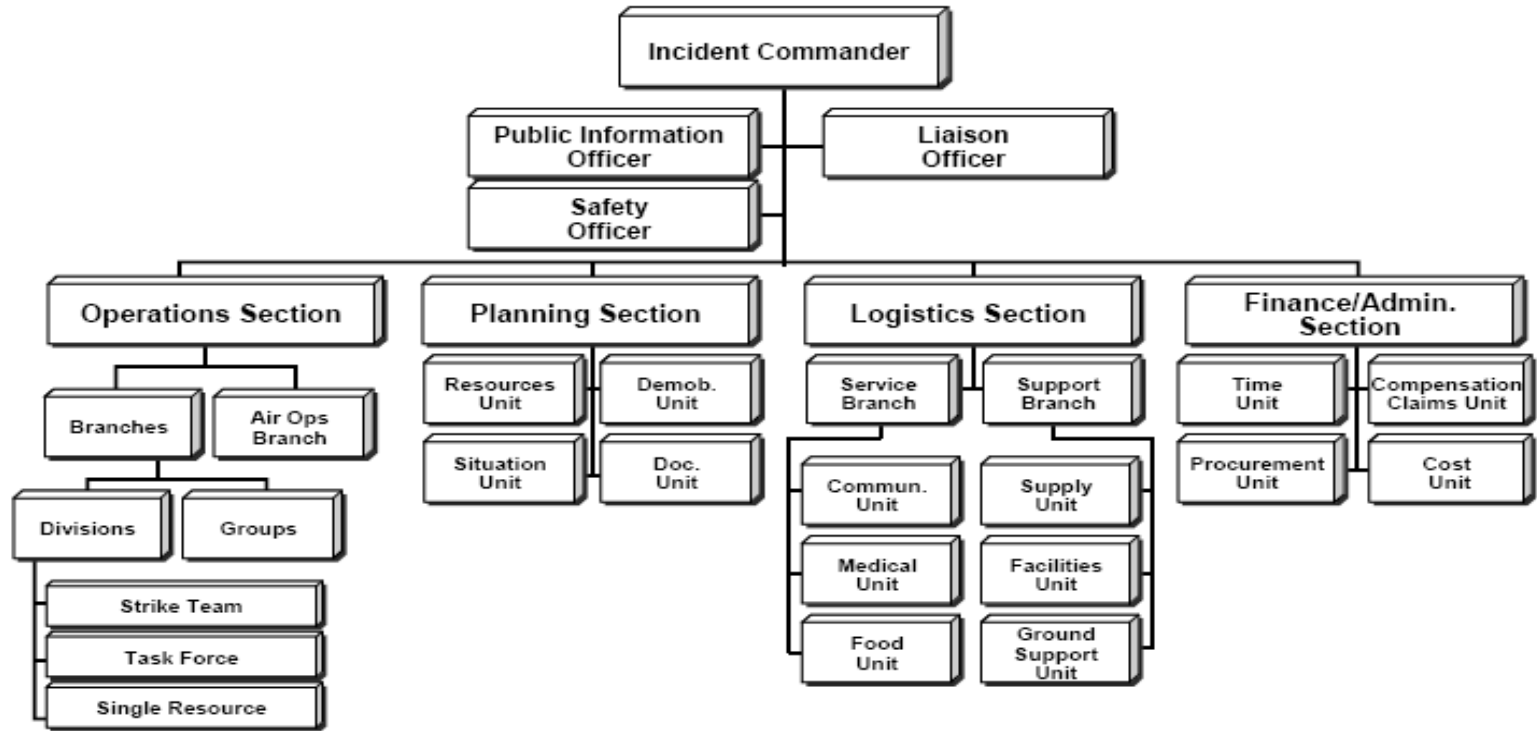 Incident Commander
Public Information
Officer
Liaison
Officer
Safety
Officer
Operations Section
Planning Section
Logistics Section
Finance/Admin.
Section
Branches
Air Ops
Branch
Divisions
Groups
Strike Team
Task Force
Single Resource
Resources
Unit
Demob.
Unit
Situation
Unit
Doc.
Unit
Service
Branch
Support
Branch
Commun.
Unit
Supply
Unit
Medical
Unit
Facilities
Unit
Food
Unit
Ground
Support
Unit
Time
Unit
Compensation
Claims Unit
Procurement
Unit
Cost
Unit